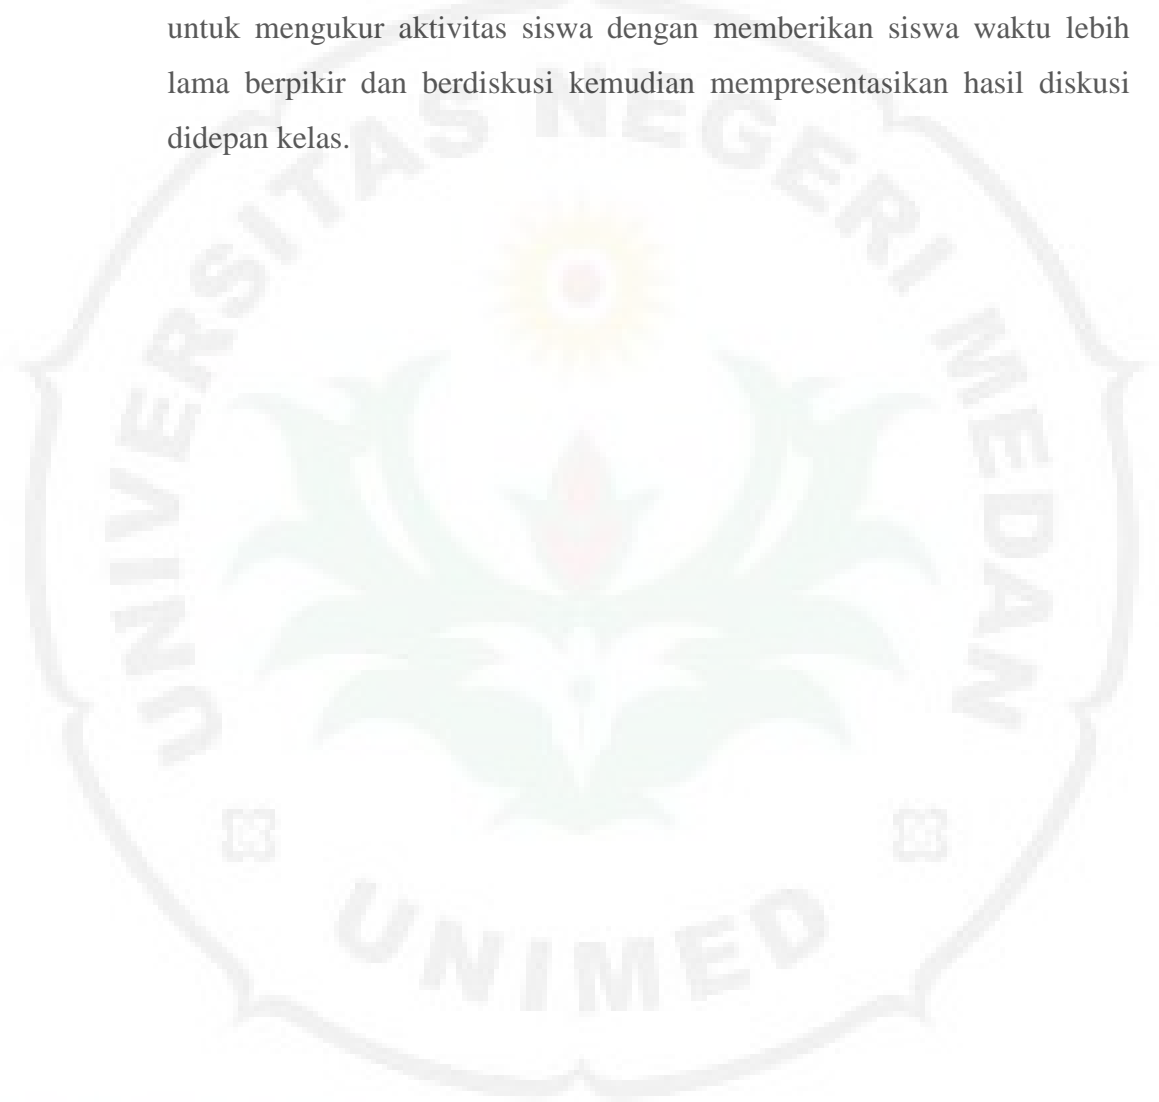 untuk mengukur aktivitas siswa dengan memberikan siswa waktu lebih
lama berpikir dan berdiskusi kemudian mempresentasikan hasil diskusi
didepan kelas.
UNIVERSITAS NEGERI MEDAN
UNIMED